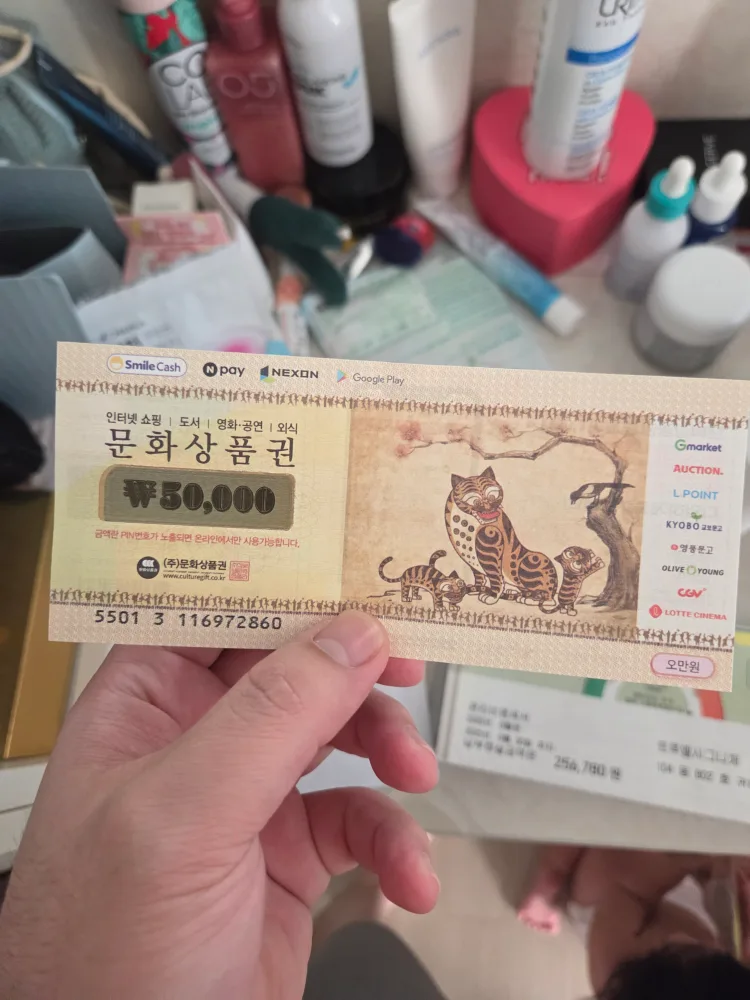 SmileCash
N pay
NEXON
Google Play
인터넷 쇼핑 | 도서 | 영화·공연 | 외식
문화상품권
₩50,000
금액란 PIN번호가 노출되면 온라인에서만 사용가능합니다.
(주)문화상품권
www.culturegift.co.kr
5501 3 116972860
Gmarket
AUCTION.
L.POINT
KYOBO 교보문고
영풍문고
OLIVE YOUNG
CGV
LOTTE CINEMA
오만원
256,780 원